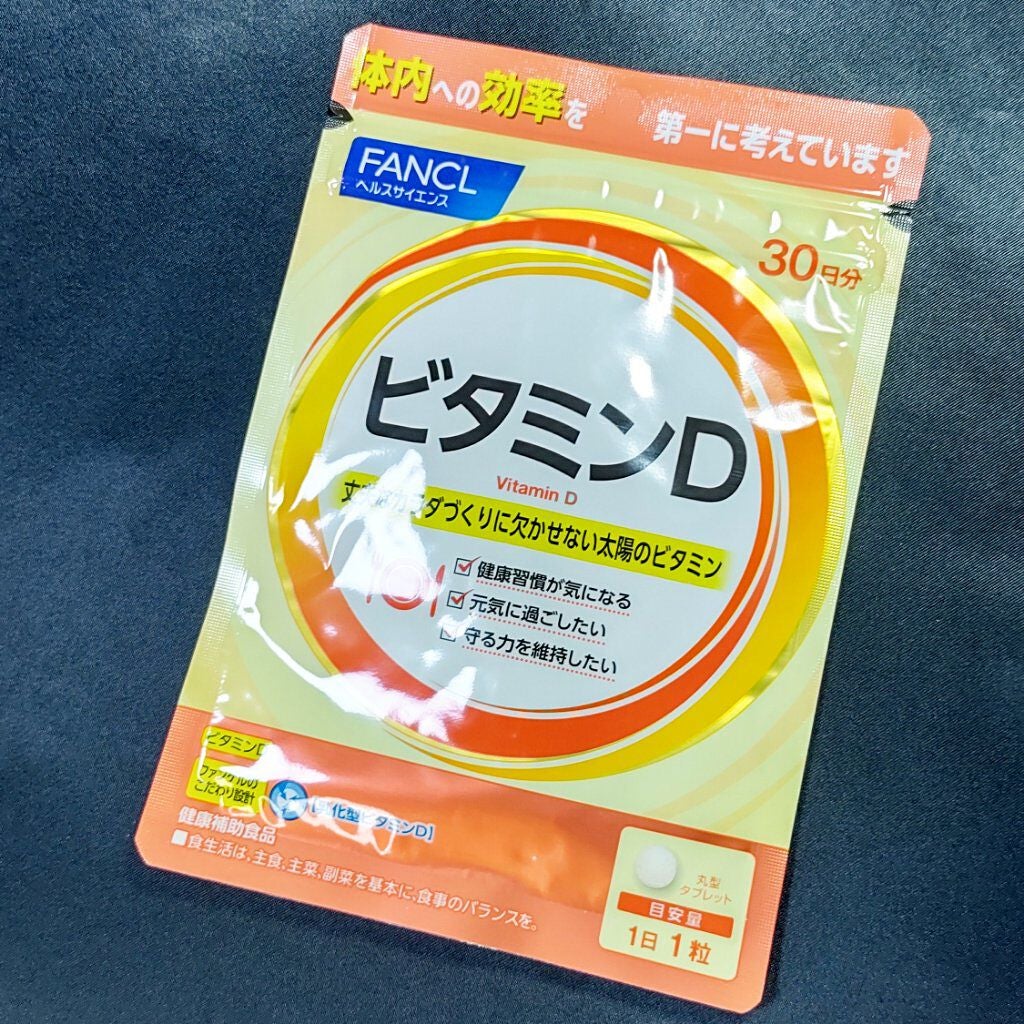 体内への効率を 第一に考えています
FANCL
ヘルスサイエンス
30日分
ビタミンD
Vitamin D
づくりに欠かせない太陽のビタミン
健康習慣が気になる
元気に過ごしたい
守る力を維持したい
ビタミンD
ファンケルの
こだわり設計
化型ビタミンD]
健康補助食品
■食生活は、主食、主菜、副菜を基本に、食事のバランスを。
丸型
タブレット
目安量
1日 1粒